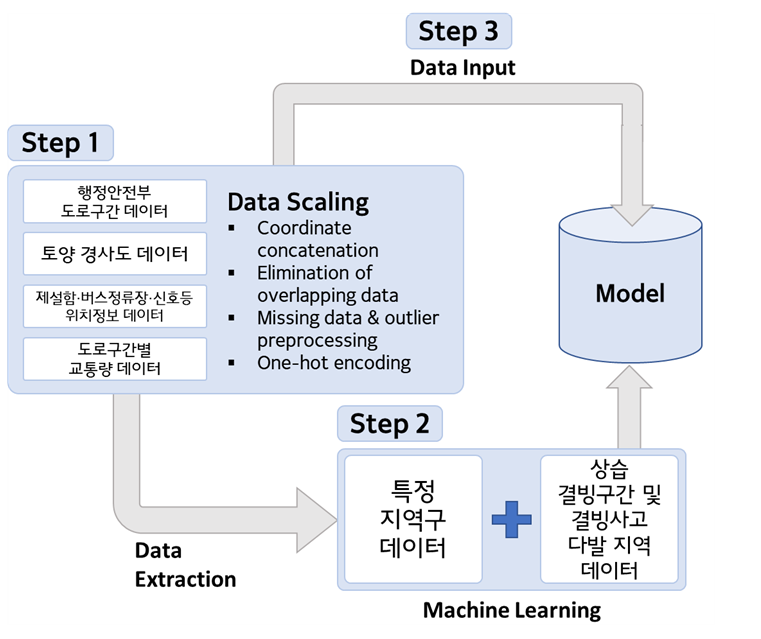 Step 3
Data Input
Step 1
행정안전부
도로구간 데이터
토양 경사도 데이터
제설함·버스정류장·신호등
위치정보 데이터
도로구간별
교통량 데이터
Data Scaling
▪ Coordinate
concatenation
▪ Elimination of
overlapping data
▪ Missing data & outlier
preprocessing
▪ One-hot encoding
Model
Step 2
특정
지역구
데이터
상습
결빙구간 및
결빙사고
다발 지역
데이터
Data
Extraction
Machine Learning